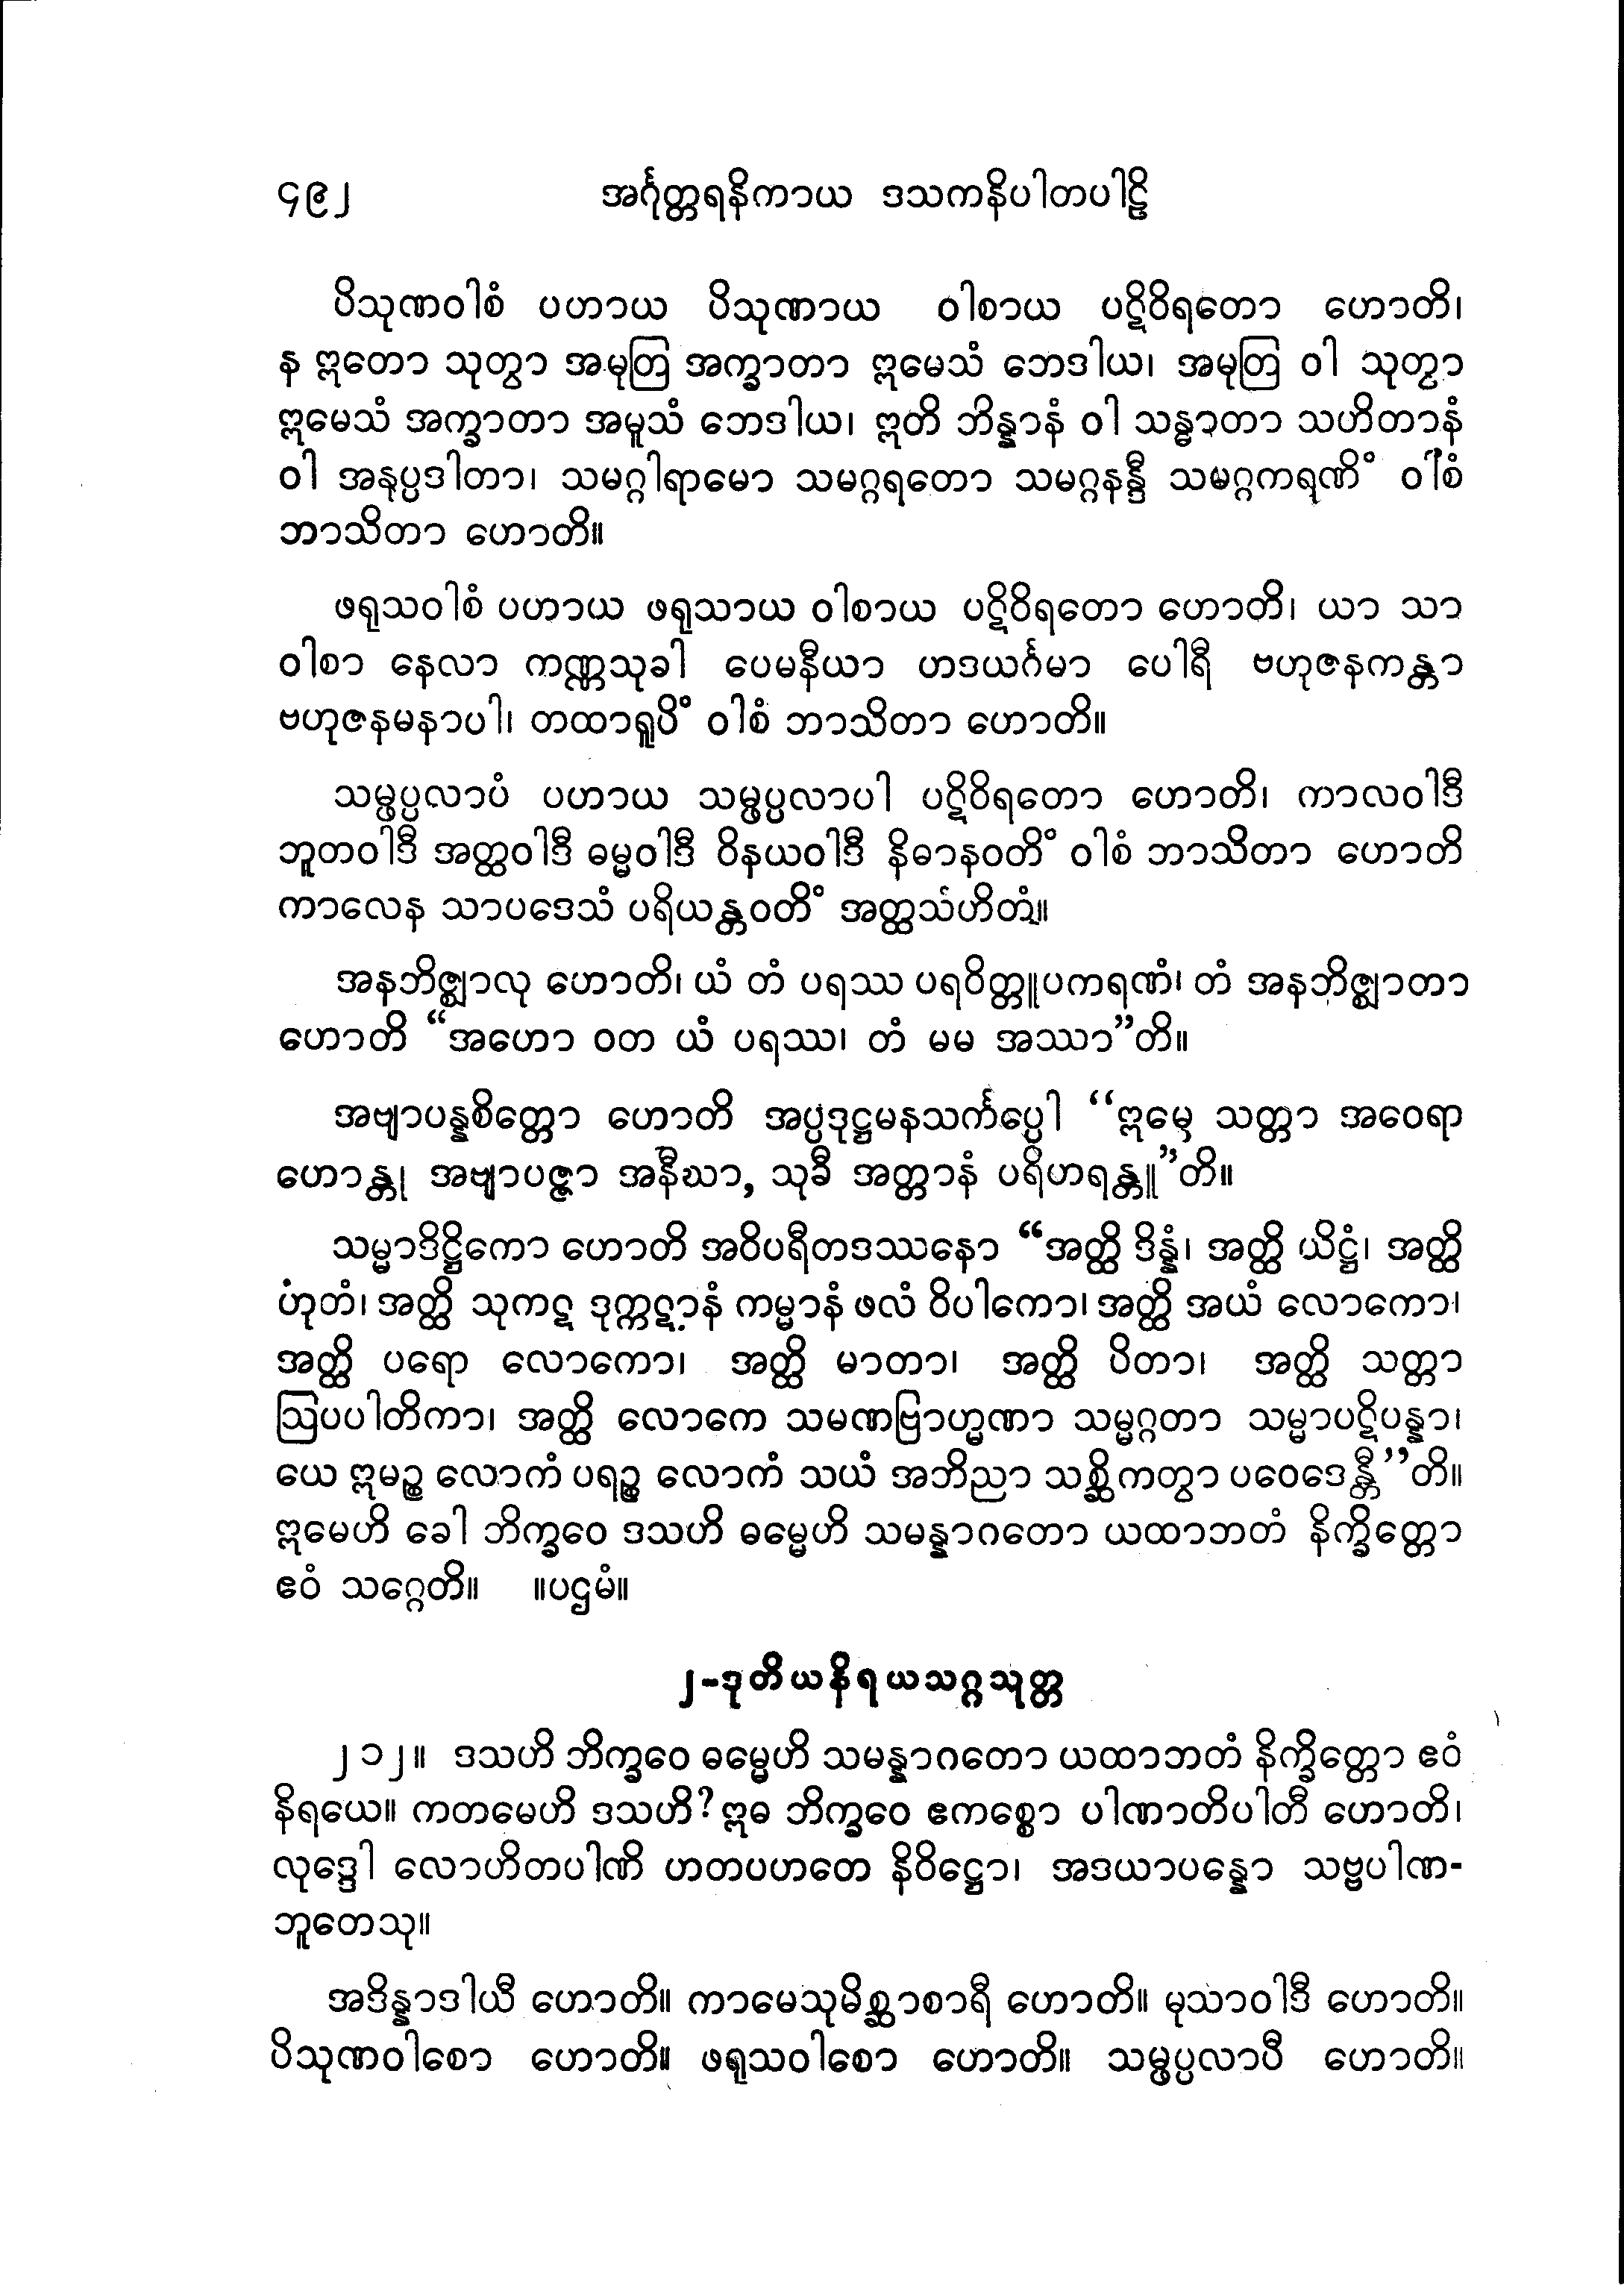 ၄၉၂ အင်္ဂုတ္တရနိကာယ ဒသကနိပါတပါဠိ
ပိသုဏဝါစံ ပဟာယ ပိသုဏာယ ဝါစာယ ပဋိဝိရတော ဟောတိ၊
န ဣတော သုတွာ အမုတြ အက္ခာတာ ဣမေသံ ဘေဒါယ၊ အမုတြ ဝါ သုတွာ
ဣမေသံ အက္ခာတာ အမူသံ ဘေဒါယ၊ ဣတိ ဘိန္နာနံ ဝါ သန္ဓာတာ သဟိတာနံ
ဝါ အနုပ္ပဒါတာ၊ သမဂ္ဂါရာမော သမဂ္ဂရတော သမဂ္ဂနန္ဒီ သမဂ္ဂကရဏိံ ဝါစံ
ဘာသိတာ ဟောတိ။
ဖရုသဝါစံ ပဟာယ ဖရုသာယ ဝါစာယ ပဋိဝိရတော ဟောတိ၊ ယာ သာ
ဝါစာ နေလာ ကဏ္ဏသုခါ ပေမနီယာ ဟဒယင်္ဂမာ ပေါရီ ဗဟုဇနကန္တာ
ဗဟုဇနမနာပါ၊ တထာရူပိံ ဝါစံ ဘာသိတာ ဟောတိ။
သမ္ဖပ္ပလာပံ ပဟာယ သမ္ဖပ္ပလာပါ ပဋိဝိရတော ဟောတိ၊ ကာလဝါဒီ
ဘူတဝါဒီ အတ္ထဝါဒီ ဓမ္မဝါဒီ ဝိနယဝါဒီ နိဓာနဝတိံ ဝါစံ ဘာသိတာ ဟောတိ
ကာလေန သာပဒေသံ ပရိယန္တဝတိံ အတ္ထသံဟိတံ။
အနဘိဇ္ဈာလု ဟောတိ၊ ယံ တံ ပရဿ ပရဝိတ္တူပကရဏံ၊ တံ အနဘိဇ္ဈာတာ
ဟောတိ “အဟော ဝတ ယံ ပရဿ၊ တံ မမ အဿာ”တိ။
အဗျာပန္နစိတ္တော ဟောတိ အပ္ပဒုဋ္ဌမနသင်္ကပ္ပေါ “ဣမေ သတ္တာ အဝေရာ
ဟောန္တု အဗျာပဇ္ဇာ အနီဃာ, သုခီ အတ္တာနံ ပရိဟရန္တူ”တိ။
သမ္မာဒိဋ္ဌိကော ဟောတိ အဝိပရီတဒဿနော “အတ္ထိ ဒိန္နံ၊ အတ္ထိ ယိဋ္ဌံ၊ အတ္ထိ
ဟုတံ၊ အတ္ထိ သုကဋ ဒုက္ကဋာနံ ကမ္မာနံ ဖလံ ဝိပါကော၊ အတ္ထိ အယံ လောကော၊
အတ္ထိ ပရော လောကော၊ အတ္ထိ မာတာ၊ အတ္ထိ ပိတာ၊ အတ္ထိ သတ္တာ
ဩပပါတိကာ၊ အတ္ထိ လောကေ သမဏဗြာဟ္မဏာ သမ္မဂ္ဂတာ သမ္မာပဋိပန္နာ၊
ယေ ဣမဉ္စ လောကံ ပရဉ္စ လောကံ သယံ အဘိညာ သစ္ဆိကတွာ ပဝေဒေန္တီ”တိ။
ဣမေဟိ ခေါ ဘိက္ခဝေ ဒသဟိ ဓမ္မေဟိ သမန္နာဂတော ယထာဘတံ နိက္ခိတ္တော
ဧဝံ သဂ္ဂေတိ။ ။ပဌမံ။
၂-ဒုတိယနိရယသဂ္ဂသုတ္တ
၂၁၂။ ဒသဟိ ဘိက္ခဝေ ဓမ္မေဟိ သမန္နာဂတော ယထာဘတံ နိက္ခိတ္တော ဧဝံ
နိရယေ။ ကတမေဟိ ဒသဟိ? ဣဓ ဘိက္ခဝေ ဧကစ္စော ပါဏာတိပါတီ ဟောတိ၊
လုဒ္ဒေါ လောဟိတပါဏိ ဟတပဟတေ နိဝိဋ္ဌော၊ အဒယာပန္နော သဗ္ဗပါဏ-
ဘူတေသု။
အဒိန္နာဒါယီ ဟောတိ။ ကာမေသုမိစ္ဆာစာရီ ဟောတိ။ မုသာဝါဒီ ဟောတိ။
ပိသုဏဝါစော ဟောတိ။ ဖရုသဝါစော ဟောတိ။ သမ္ဖပ္ပလာပီ ဟောတိ။